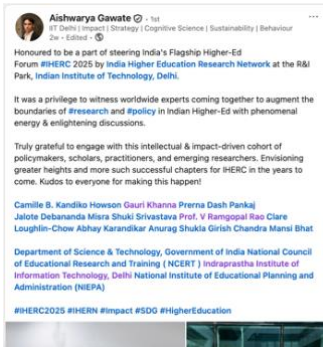 Aishwarya Gawate · 1st
IIT Delhi | Impact | Strategy | Cognitive Science | Sustainability | Behaviour
2w • Edited •
Honoured to be a part of steering India's Flagship Higher-Ed
Forum #IHERC 2025 by India Higher Education Research Network at the R&I
Park, Indian Institute of Technology, Delhi.
It was a privilege to witness worldwide experts coming together to augment the
boundaries of #research and #policy in Indian Higher-Ed with phenomenal
energy & enlightening discussions.
Truly grateful to engage with this intellectual & impact-driven cohort of
policymakers, scholars, practitioners, and emerging researchers. Envisioning
greater heights and more such successful chapters for IHERC in the years to
come. Kudos to everyone for making this happen!
Camille B. Kandiko Howson Gauri Khanna Prerna Dash Pankaj
Jalote Debananda Misra Shuki Srivastava Prof. V Ramgopal Rao Clare
Loughlin-Chow Abhay Karandikar Anurag Shukla Girish Chandra Mansi Bhat
Department of Science & Technology, Government of India National Council
of Educational Research and Training ( NCERT ) Indraprastha Institute of
Information Technology, Delhi National Institute of Educational Planning and
Administration (NIEPA)
#IHERC2025 #IHERN #Impact #SDG #HigherEducation